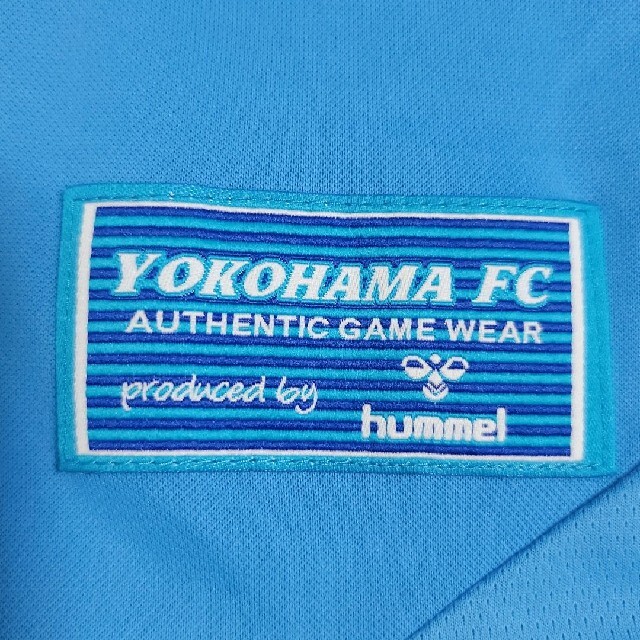 YOKOHAMA FC
AUTHENTIC GAME WEAR
produced by
hummel